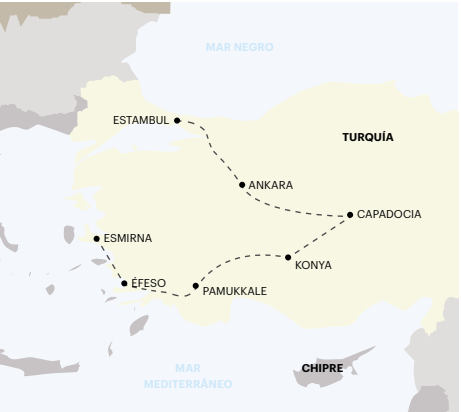 MAR NEGRO
ESTAMBUL
TURQUÍA
ANKARA
CAPADOCIA
ESMIRNA
KONYA
ÉFESO
PAMUKKALE
MAR
MEDITERRÁNEO
CHIPRE